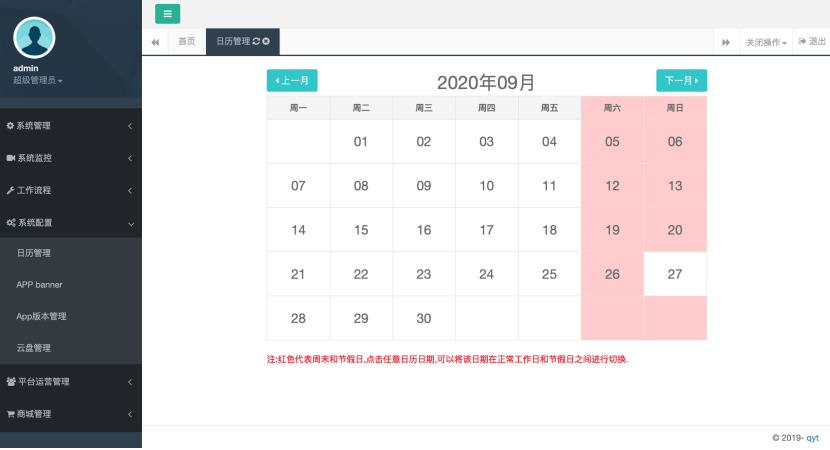 admin
超级管理员
系统管理
系统监控
工作流程
系统配置
日历管理
APP banner
App版本管理
云盘管理
平台运营管理
商城管理
首页
日历管理
关闭操作
退出
上一月
2020年09月
下一月
周一 周二 周三 周四 周五 周六 周日
01 02 03 04 05 06
07 08 09 10 11 12 13
14 15 16 17 18 19 20
21 22 23 24 25 26 27
28 29 30
注:红色代表周末和节假日,点击任意日历日期,可以将该日期在正常工作日和节假日之间进行切换.
© 2019- qyt